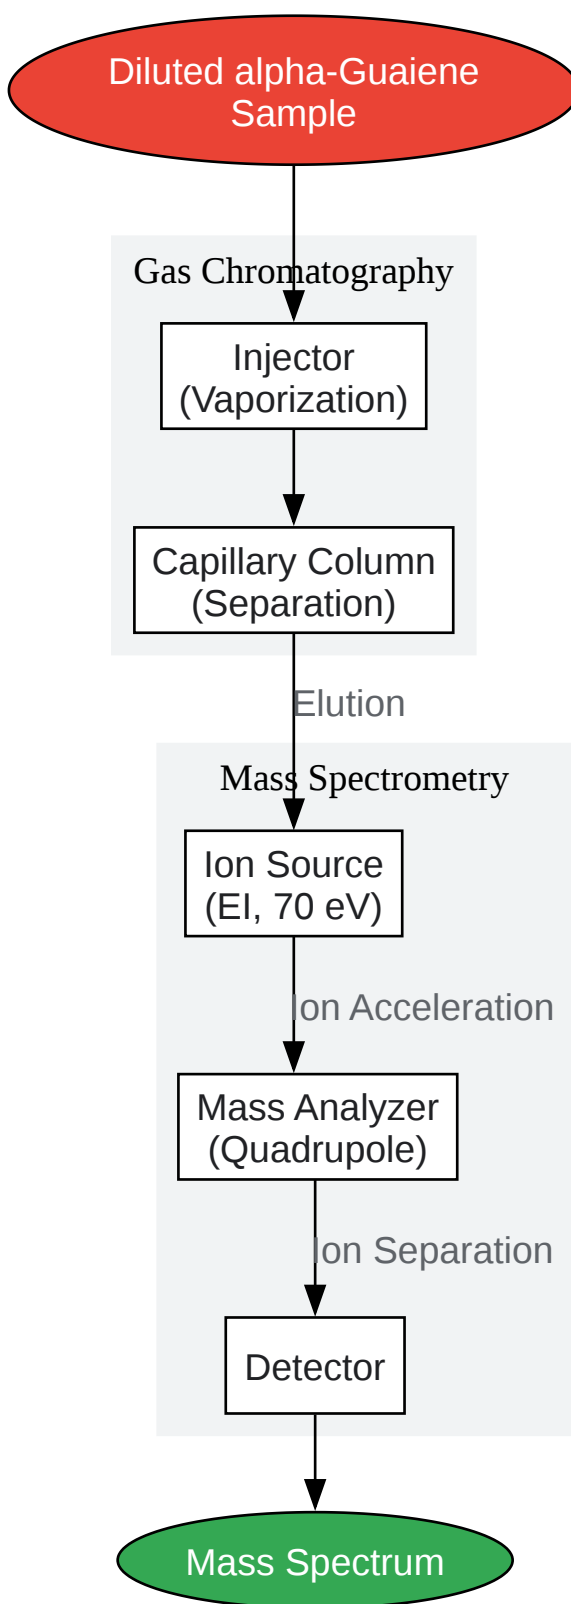 Diluted alpha-Guaiene
Sample
Gas Chromatography
Injector
(Vaporization)
Capillary Column
(Separation)
Elution
Mass Spectrometry
Ion Source
(EI, 70 eV)
Ion Acceleration
Mass Analyzer
(Quadrupole)
Ion Separation
Detector
Mass Spectrum